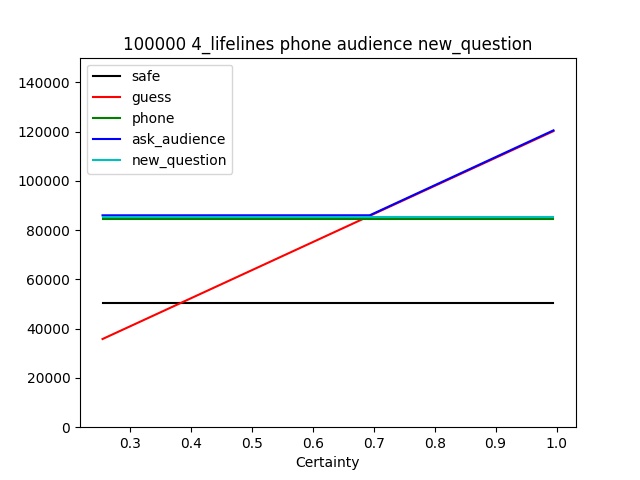 100000 4_lifelines phone audience new_question
safe
guess
phone
ask_audience
new_question
140000
120000
100000
80000
60000
40000
20000
0
0.3 0.4 0.5 0.6 0.7 0.8 0.9 1.0
Certainty